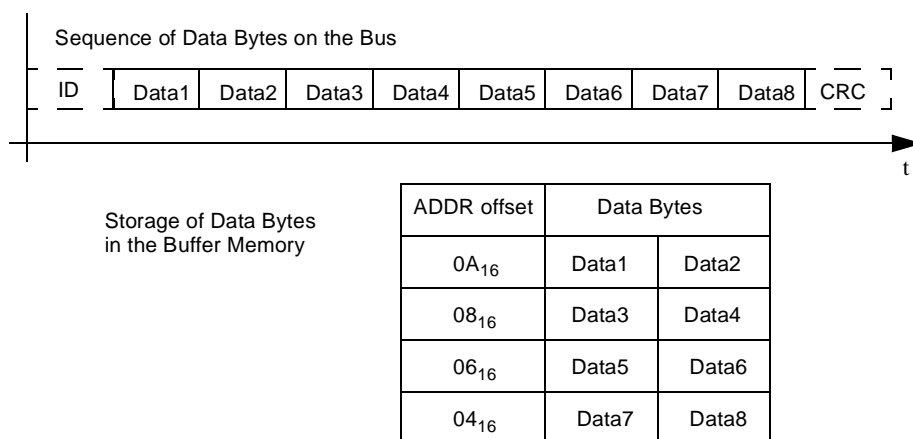 Sequence of Data Bytes on the Bus
ID Data1 Data2 Data3 Data4 Data5 Data6 Data7 Data8 CRC
t
Storage of Data Bytes
in the Buffer Memory
ADDR offset Data Bytes
0A16 Data1 Data2
0816 Data3 Data4
0616 Data5 Data6
0416 Data7 Data8